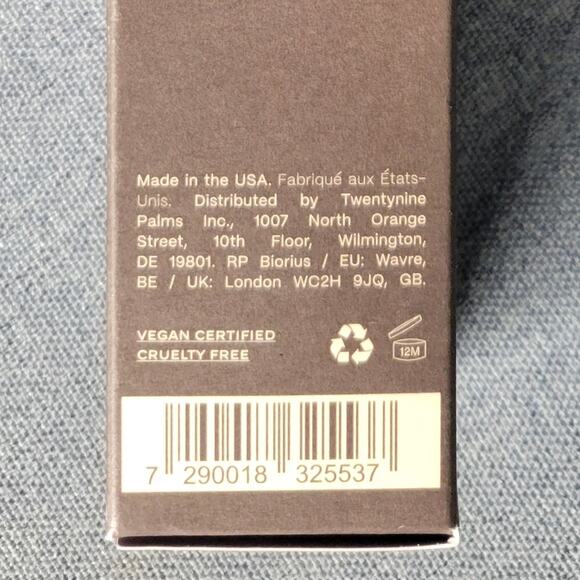 Made in the USA. Fabriqué aux États-
Unis. Distributed by Twentynine
Palms Inc., 1007 North Orange
Street, 10th Floor, Wilmington,
DE 19801. RP Biorius / EU: Wavre,
BE / UK: London WC2H 9JQ, GB.
VEGAN CERTIFIED
CRUELTY FREE
12M
7 290018 325537